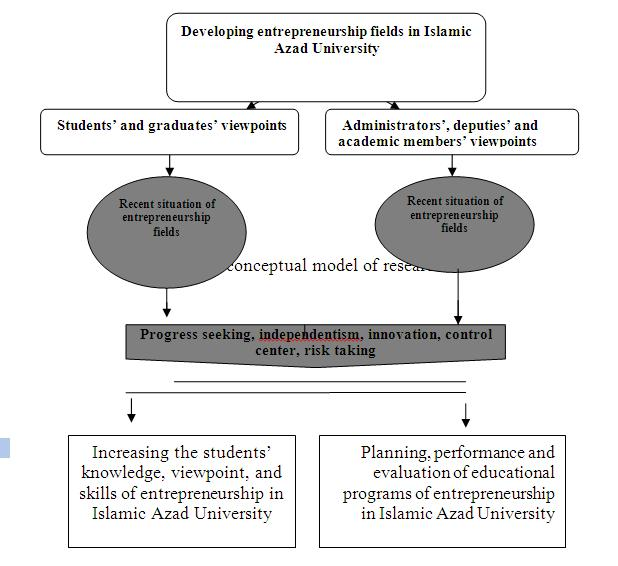 Developing entrepreneurship fields in Islamic
Azad University
Students' and graduates' viewpoints
Administrators', deputies' and
academic members' viewpoints
Recent situation of
entrepreneurship
fields
Recent situation of
entrepreneurship
fields
conceptual model of
Progress seeking, independentism, innovation, control
center, risk taking
Increasing the students'
knowledge, viewpoint, and
skills of entrepreneurship in
Islamic Azad University
Planning, performance and
evaluation of educational
programs of entrepreneurship
in Islamic Azad University